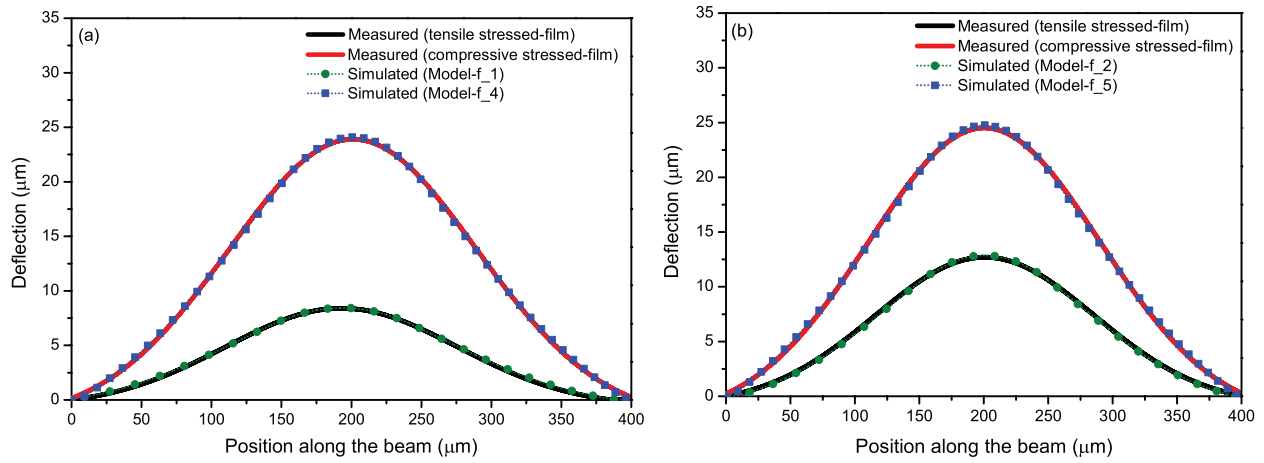 (a)
Measured (tensile stressed-film)
Measured (compressive stressed-film)
Simulated (Model-f_1)
Simulated (Model-f_4)
35
30
25
20
15
10
5
0
Deflection (μm)
0 50 100 150 200 250 300 350 400
Position along the beam (μm)
(b)
Measured (tensile stressed-film)
Measured (compressive stressed-film)
Simulated (Model-f_2)
Simulated (Model-f_5)
35
30
25
20
15
10
5
0
Deflection (μm)
0 50 100 150 200 250 300 350 400
Position along the beam (μm)